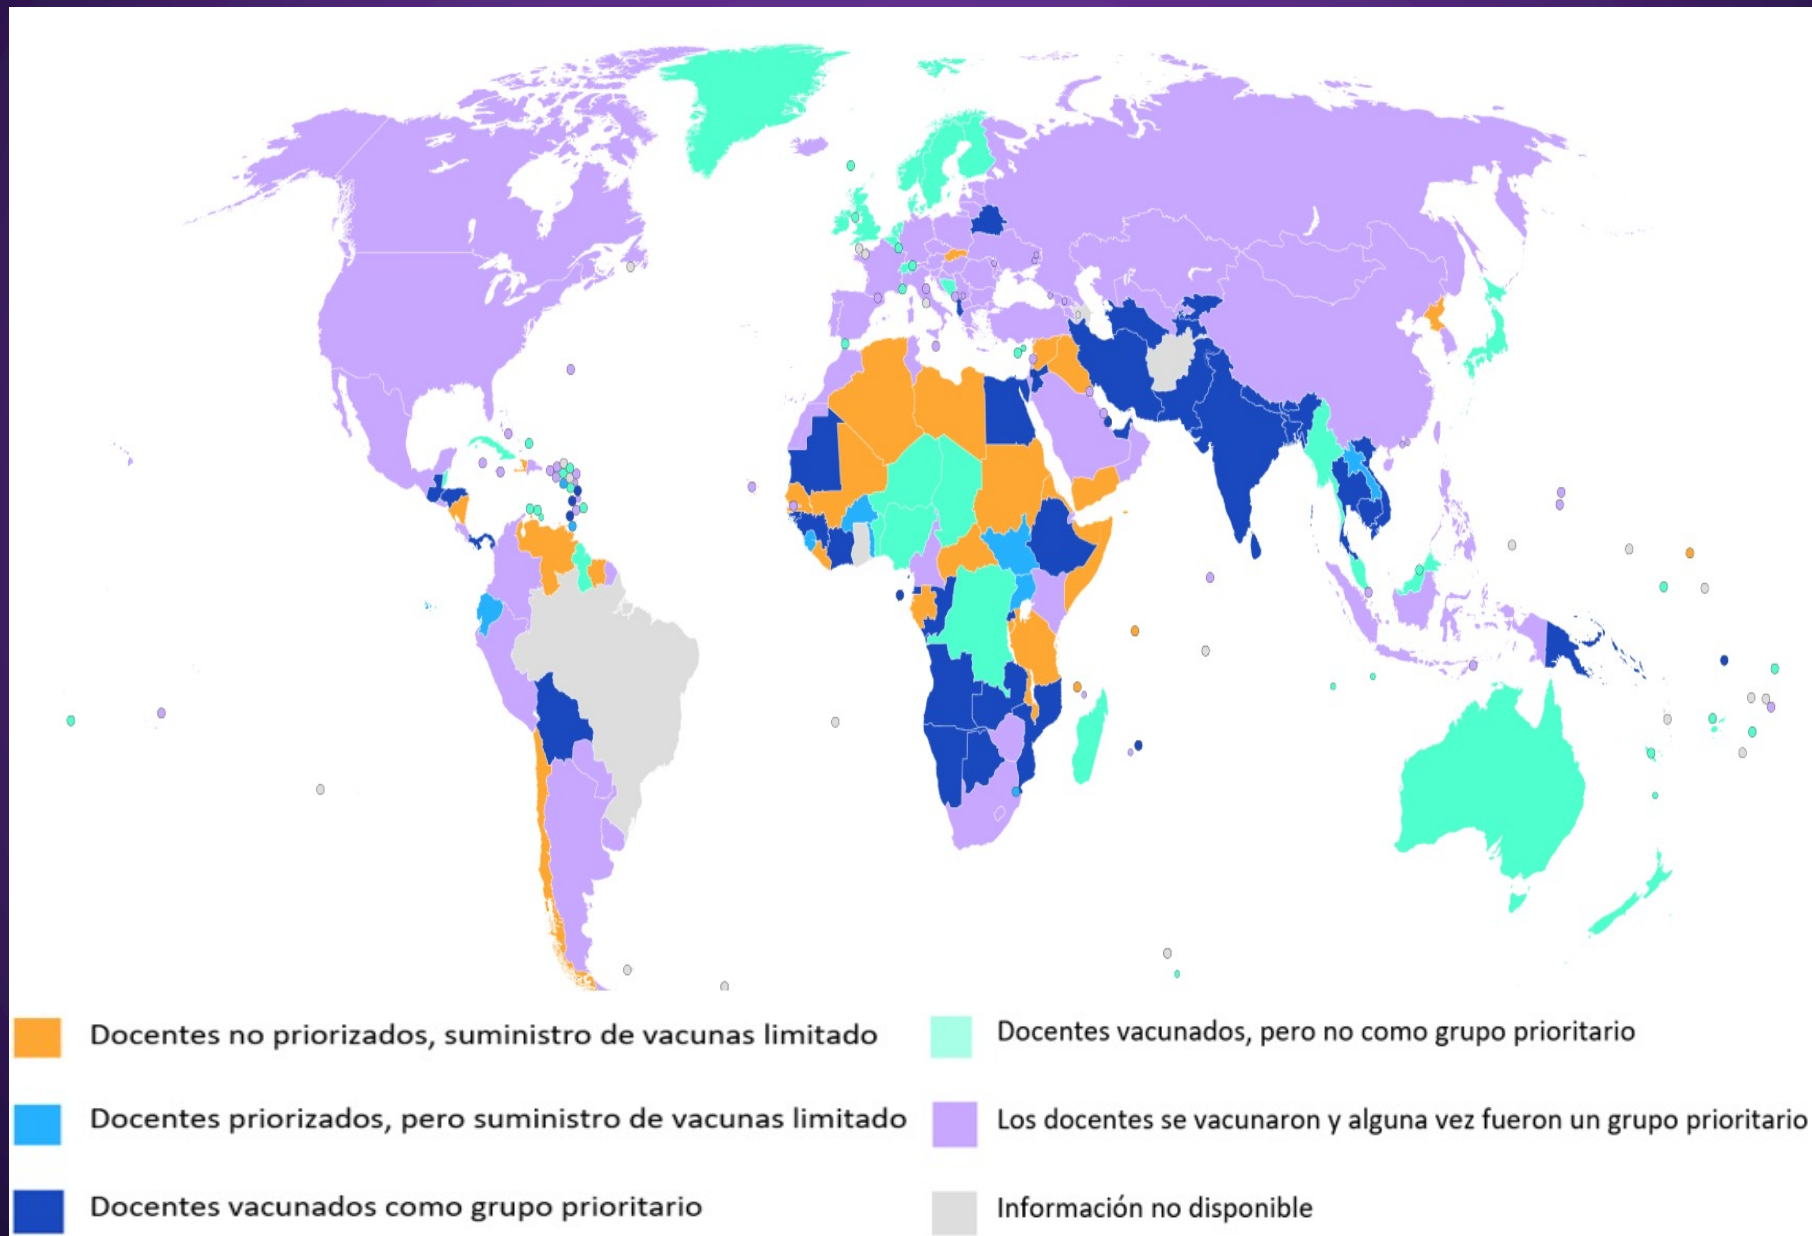 Docentes no priorizados, suministro de vacunas limitado
Docentes priorizados, pero suministro de vacunas limitado
Docentes vacunados como grupo prioritario
Docentes vacunados, pero no como grupo prioritario
Los docentes se vacunaron y alguna vez fueron un grupo prioritario
Información no disponible